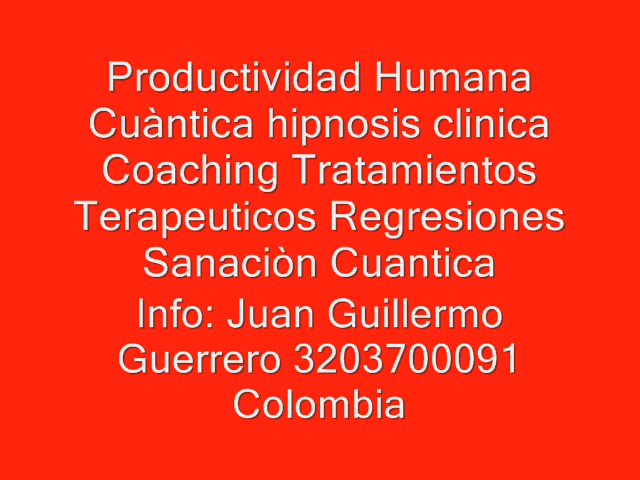 Productividad Humana
Cuàntica hipnosis clinica
Coaching Tratamientos
Terapeuticos Regresiones
Sanaciòn Cuantica
Info: Juan Guillermo
Guerrero 3203700091
Colombia